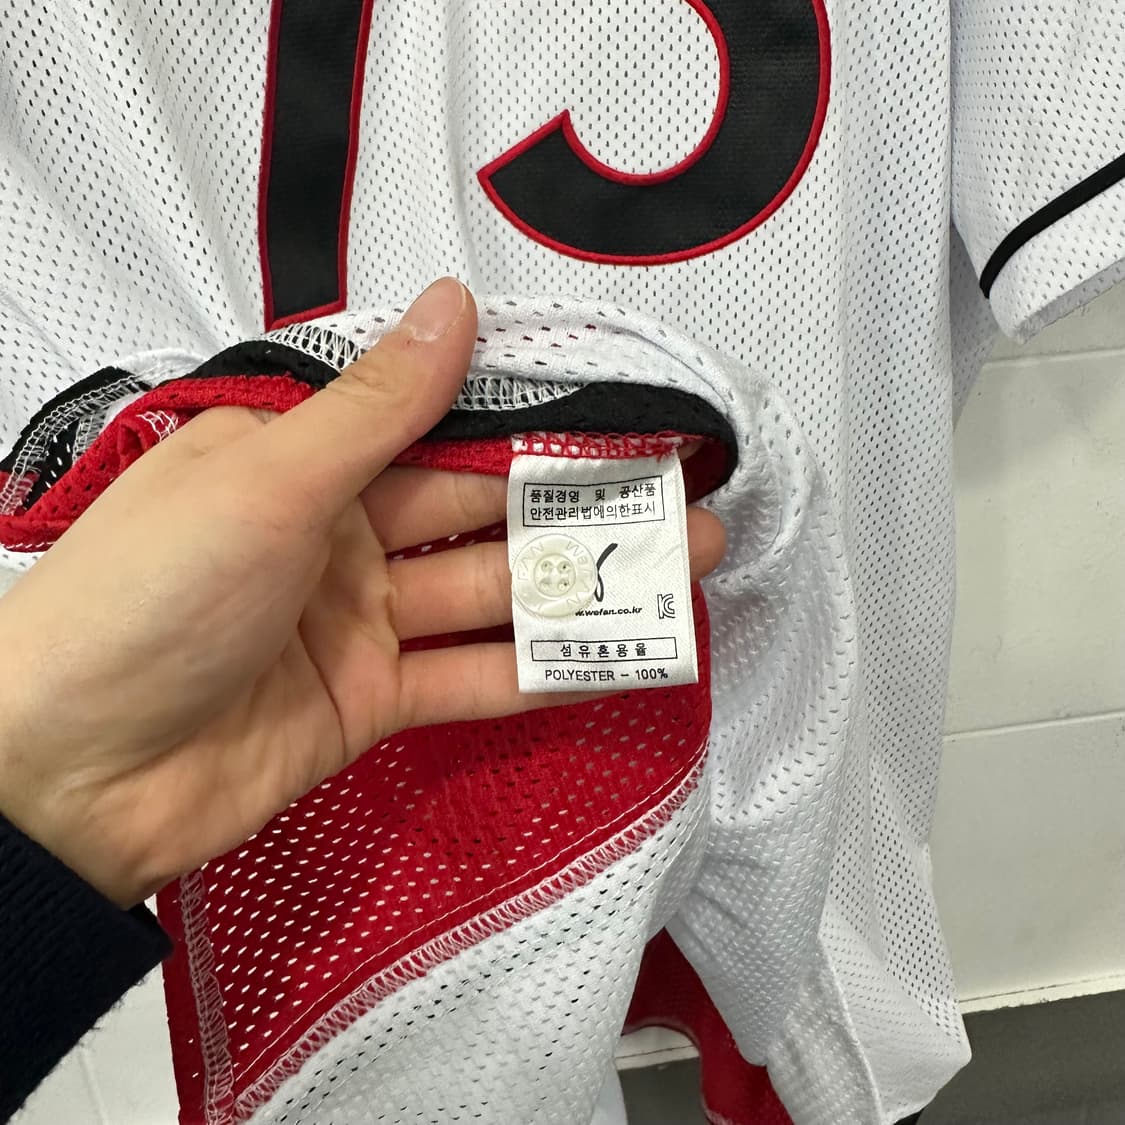 품질경영 및 공산품
안전관리법에의한표시
w.wefan.co.kr
섬유혼용율
POLYESTER - 100%